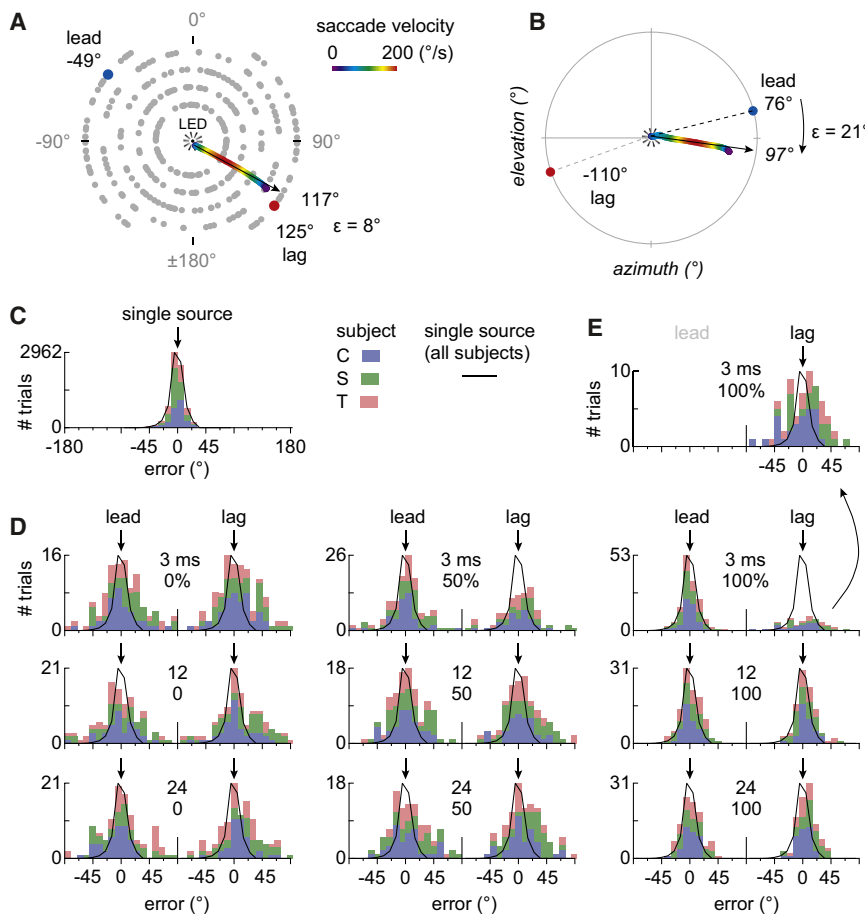 A
lead
-49°
0°
saccade velocity
0 200 (°/s)
LED
-90°
90°
117°
125° ε = 8°
lag
±180°
B
elevation (°)
lead
76°
ε = 21°
97°
-110°
lag
azimuth (°)
C
single source
2962
# trials
0
-180 -45 0 45 180
error (°)
subject
C
S
T
single source
(all subjects)
E
lead lag
10
3 ms
100%
# trials
0
-45 0 45
error (°)
D
lead lag
16
3 ms
0%
# trials
0
lead lag
26
3 ms
50%
0
lead lag
53
3 ms
100%
0
21
12
0
0
18
12
50
0
31
12
100
0
21
24
0
0
-45 0 45 -45 0 45
error (°) error (°)
18
24
50
0
-45 0 45 -45 0 45
error (°) error (°)
31
24
100
0
-45 0 45 -45 0 45
error (°) error (°)